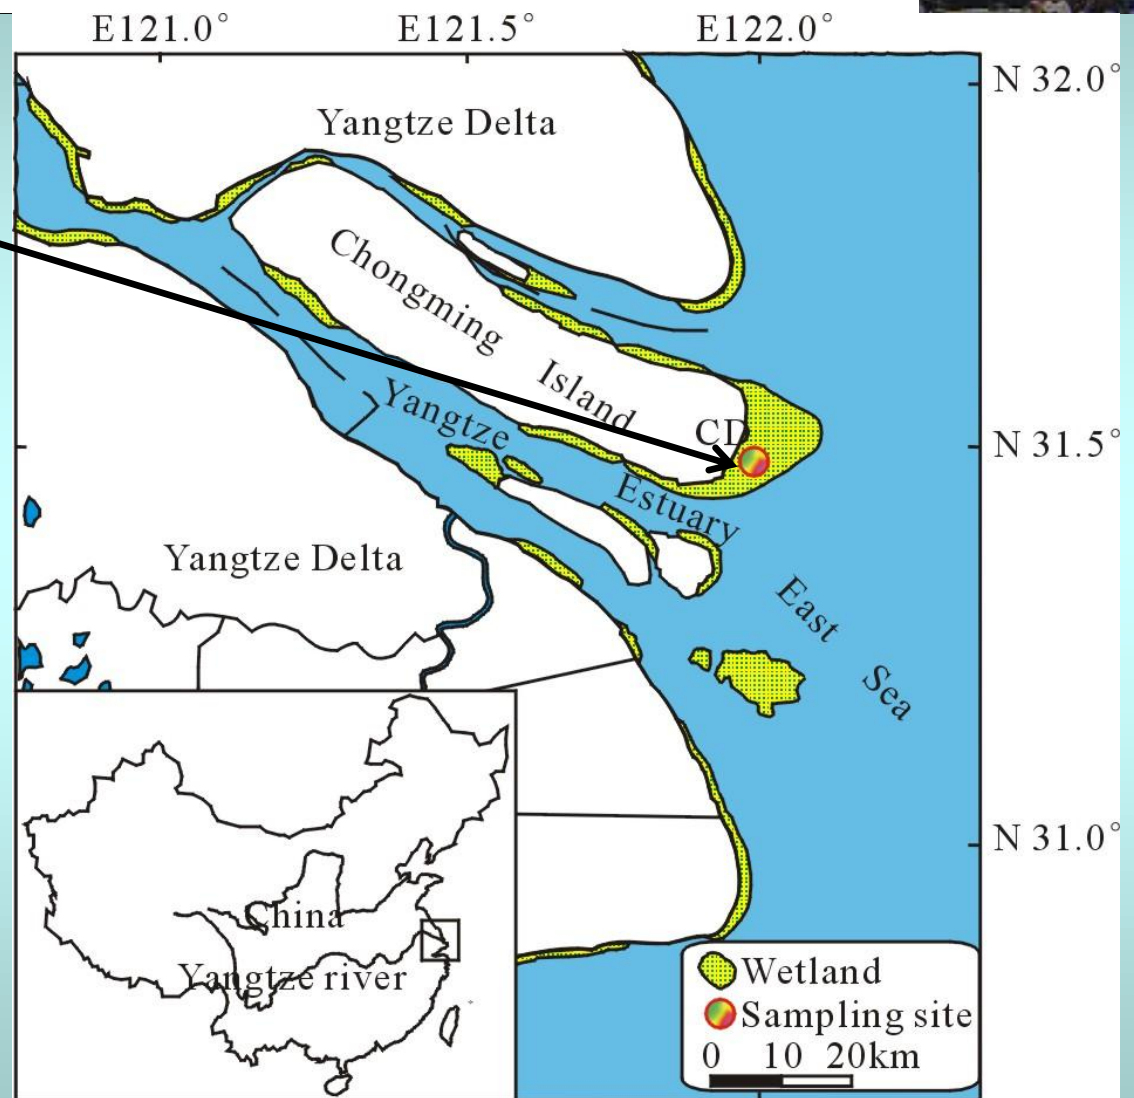 E121.0° E121.5° E122.0°
N 32.0°
Yangtze Delta
Chongming Island
CD
N 31.5°
Yangtze Estuary
Yangtze Delta
East Sea
N 31.0°
China
Yangtze river
Wetland
Sampling site
0 10 20km